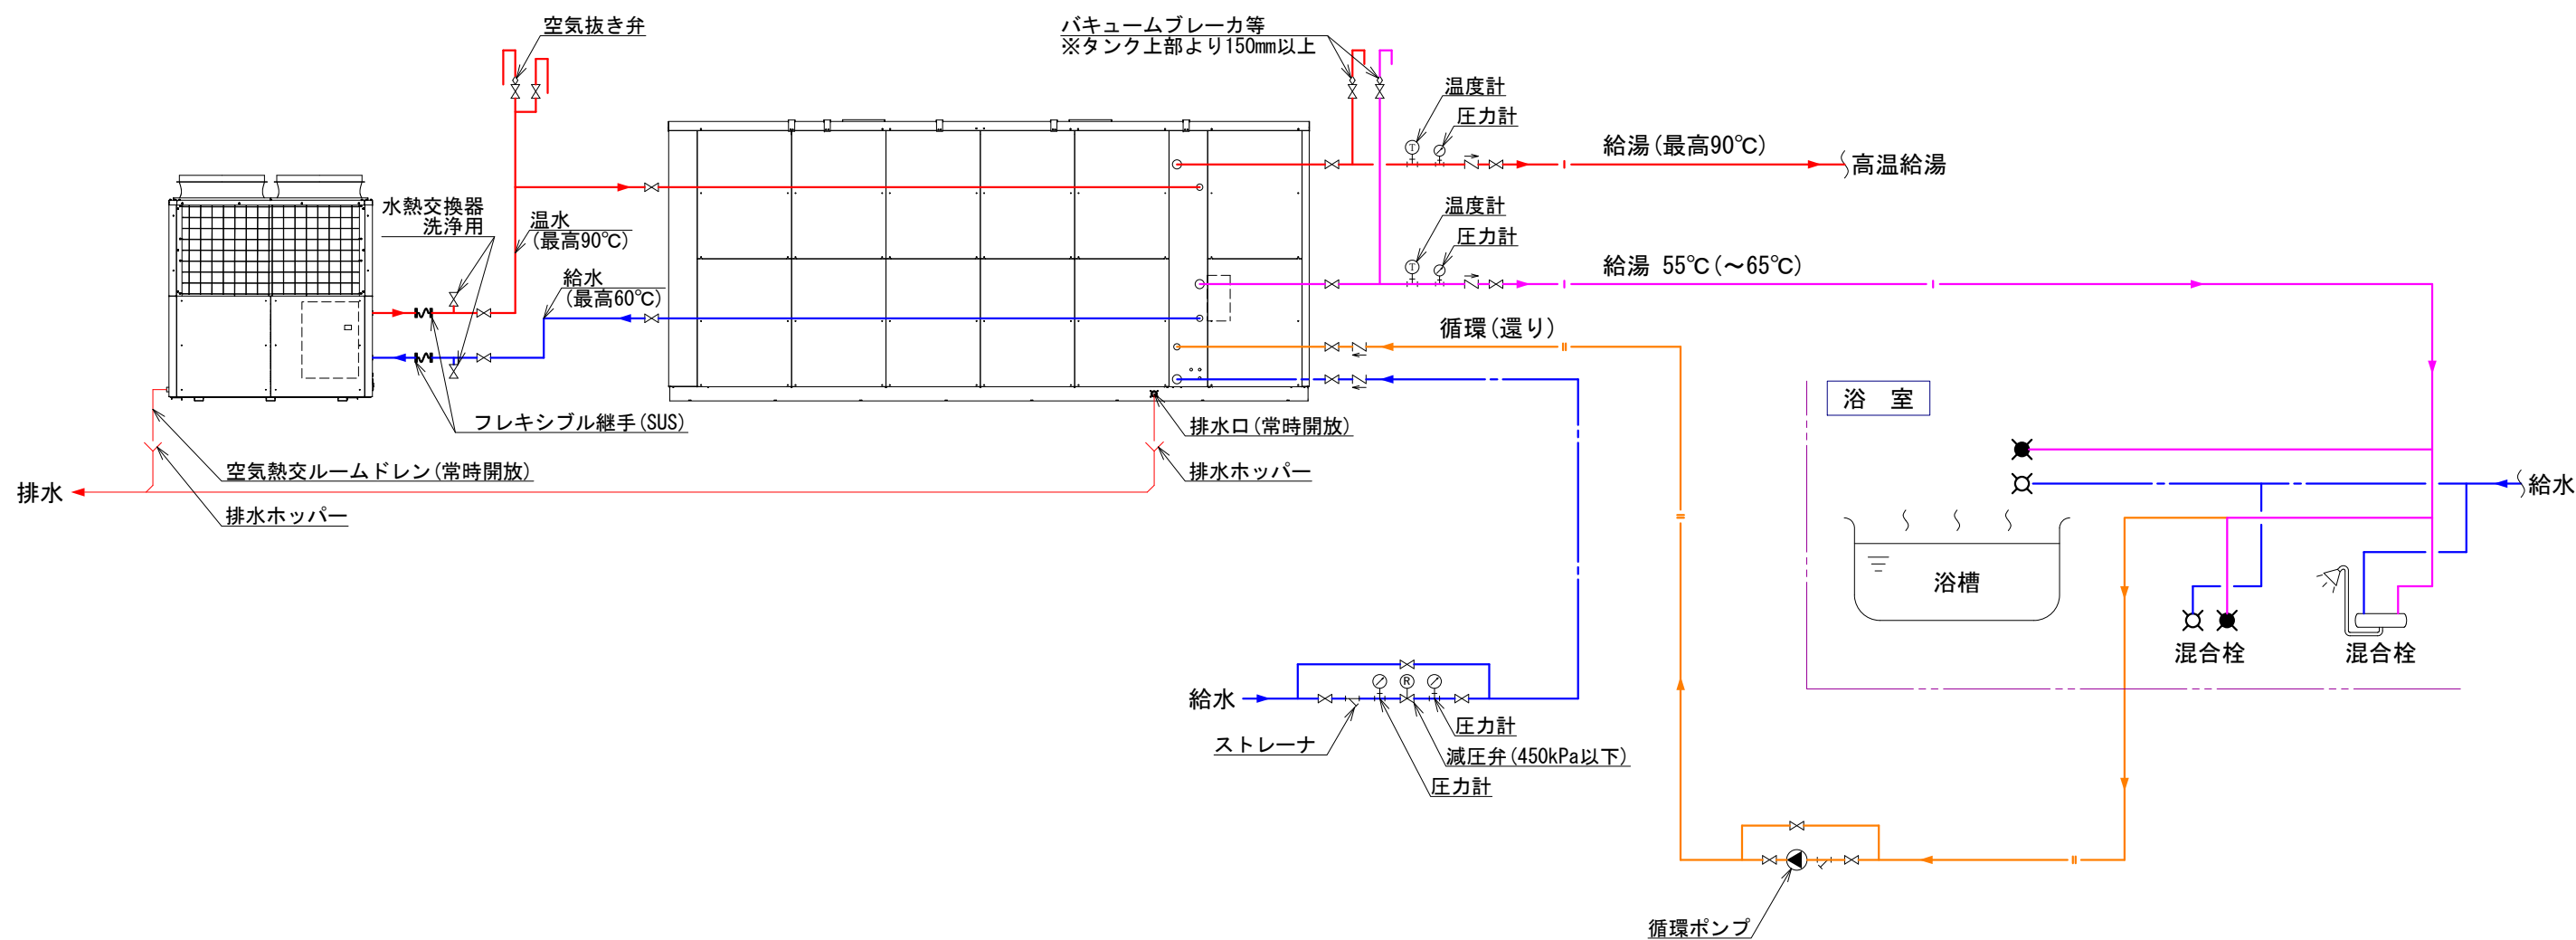 空気抜き弁
バキュームブレーカ等
※タンク上部より150mm以上
温度計
圧力計
給湯(最高90℃)
高温給湯
水熱交換器
洗浄用
温水
(最高90℃)
給水
(最高60℃)
温度計
圧力計
給湯 55℃(～65℃)
循環(還り)
T
T
フレキシブル継手(SUS)
排水口(常時開放)
浴 室
空気熱交ルームドレン(常時開放)
排水ホッパー
排水
排水ホッパー
給水
浴槽
混合栓
混合栓
給水
R
ストレーナ
圧力計
減圧弁(450kPa以下)
圧力計
循環ポンプ